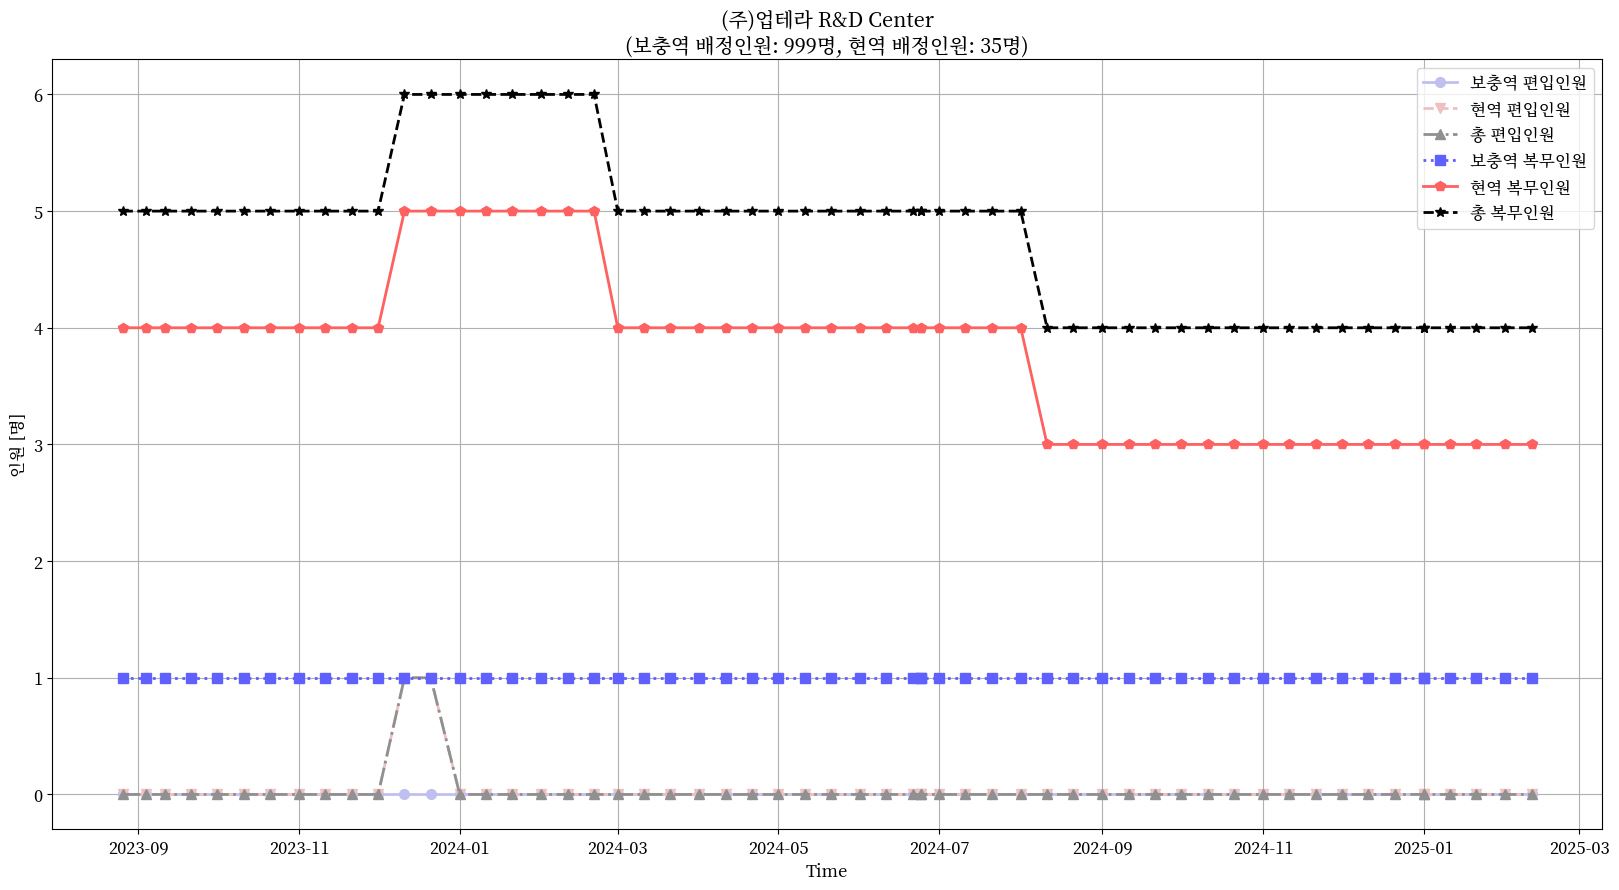 (주)업테라 R&D Center
(보충역 배정인원: 999명, 현역 배정인원: 35명)
보충역 편입인원
현역 편입인원
총 편입인원
보충역 복무인원
현역 복무인원
총 복무인원
인원 [명]
6
5
4
3
2
1
0
2023-09
2023-11
2024-01
2024-03
2024-05
2024-07
2024-09
2024-11
2025-01
2025-03
Time